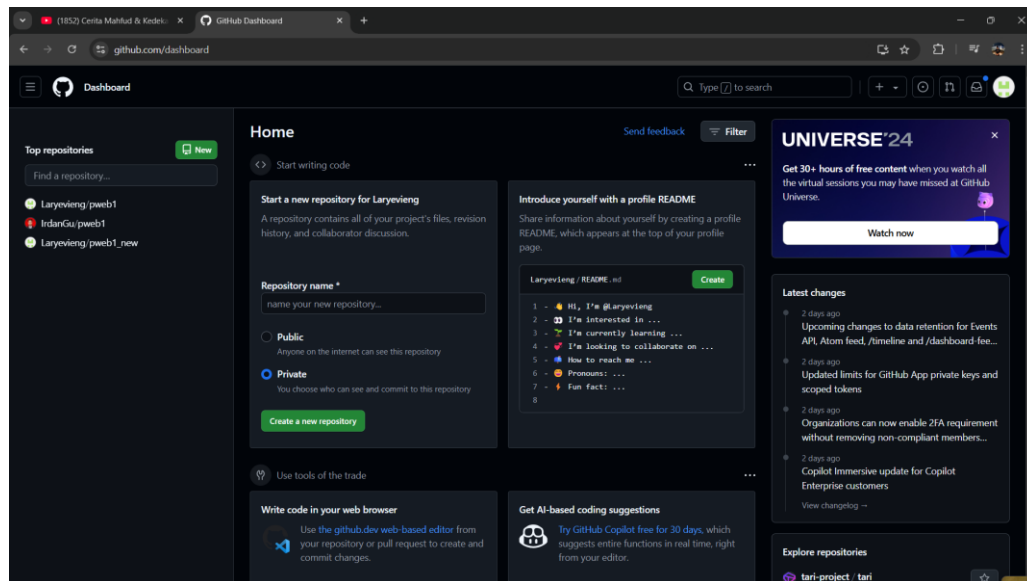 (1852) Cerita Mahfud & Kedeka
GitHub Dashboard
github.com/dashboard
Dashboard
Type / to search
Top repositories
New
Find a repository...
Laryevieng/pweb1
IrdanGu/pweb1
Laryevieng/pweb1_new
Home
Send feedback
Filter
Start writing code
Start a new repository for Laryevieng
A repository contains all of your project's files, revision
history, and collaborator discussion.
Repository name *
name your new repository...
Public
Anyone on the internet can see this repository
Private
You choose who can see and commit to this repository
Create a new repository
Introduce yourself with a profile README
Share information about yourself by creating a profile
README, which appears at the top of your profile
page.
Laryevieng / README.md
Create
1 - 👋 Hi, I'm @Laryevieng
2 - 👀 I'm interested in ...
3 - 🌱 I'm currently learning ...
4 - 💞️ I'm looking to collaborate on ...
5 - 📫 How to reach me ...
6 - 😄 Pronouns: ...
7 - ⚡ Fun fact: ...
8
Use tools of the trade
Write code in your web browser
Use the github.dev web-based editor from
your repository or pull request to create and
commit changes.
Get AI-based coding suggestions
Try GitHub Copilot free for 30 days, which
suggests entire functions in real time, right
from your editor.
UNIVERSE'24
Get 30+ hours of free content when you watch all
the virtual sessions you may have missed at GitHub
Universe.
Watch now
Latest changes
2 days ago
Upcoming changes to data retention for Events
API, Atom feed, /timeline and /dashboard-fee...
2 days ago
Updated limits for GitHub App private keys and
scoped tokens
2 days ago
Organizations can now enable 2FA requirement
without removing non-compliant members...
2 days ago
Copilot Immersive update for Copilot
Enterprise customers
View changelog →
Explore repositories
tari-project / tari